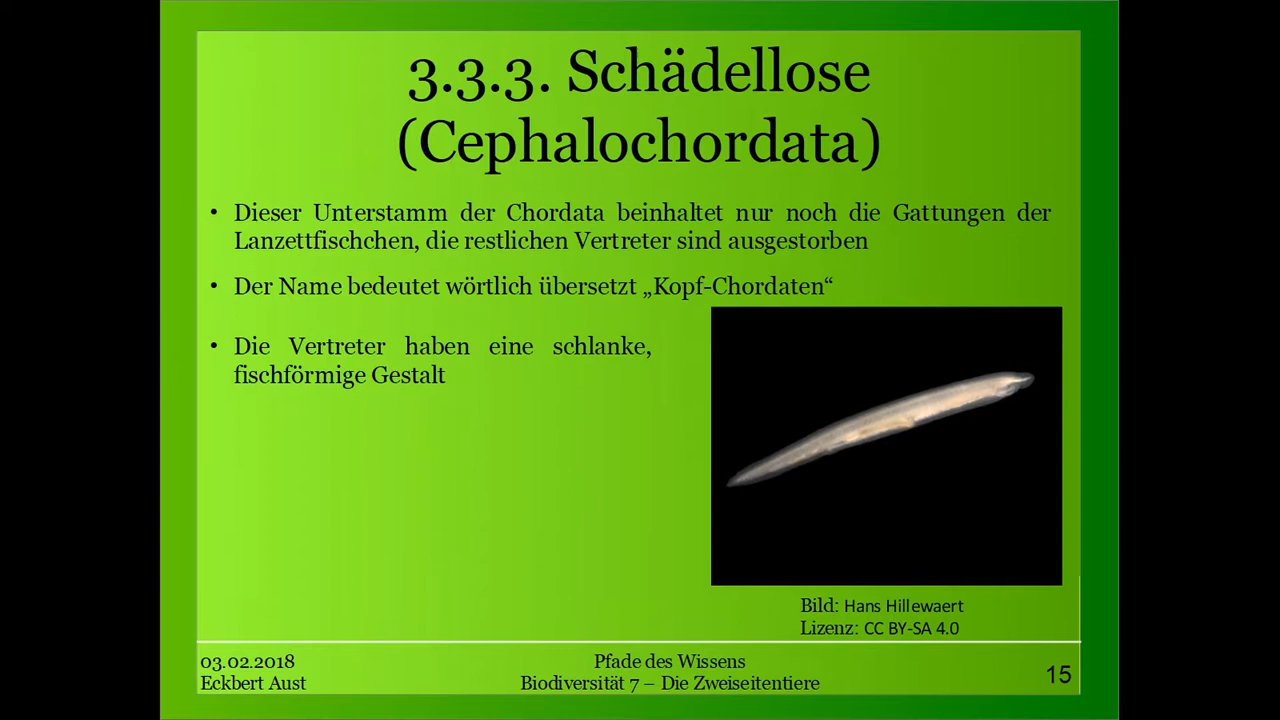 3.3.3. Schädellose
(Cephalochordata)
• Dieser Unterstamm der Chordata beinhaltet nur noch die Gattungen der
Lanzettfischchen, die restlichen Vertreter sind ausgestorben
• Der Name bedeutet wörtlich übersetzt „Kopf-Chordaten“
• Die Vertreter haben eine schlanke,
fischförmige Gestalt
Bild: Hans Hillewaert
Lizenz: CC BY-SA 4.0
03.02.2018
Eckbert Aust
Pfade des Wissens
Biodiversität 7 – Die Zweiseitentiere
15